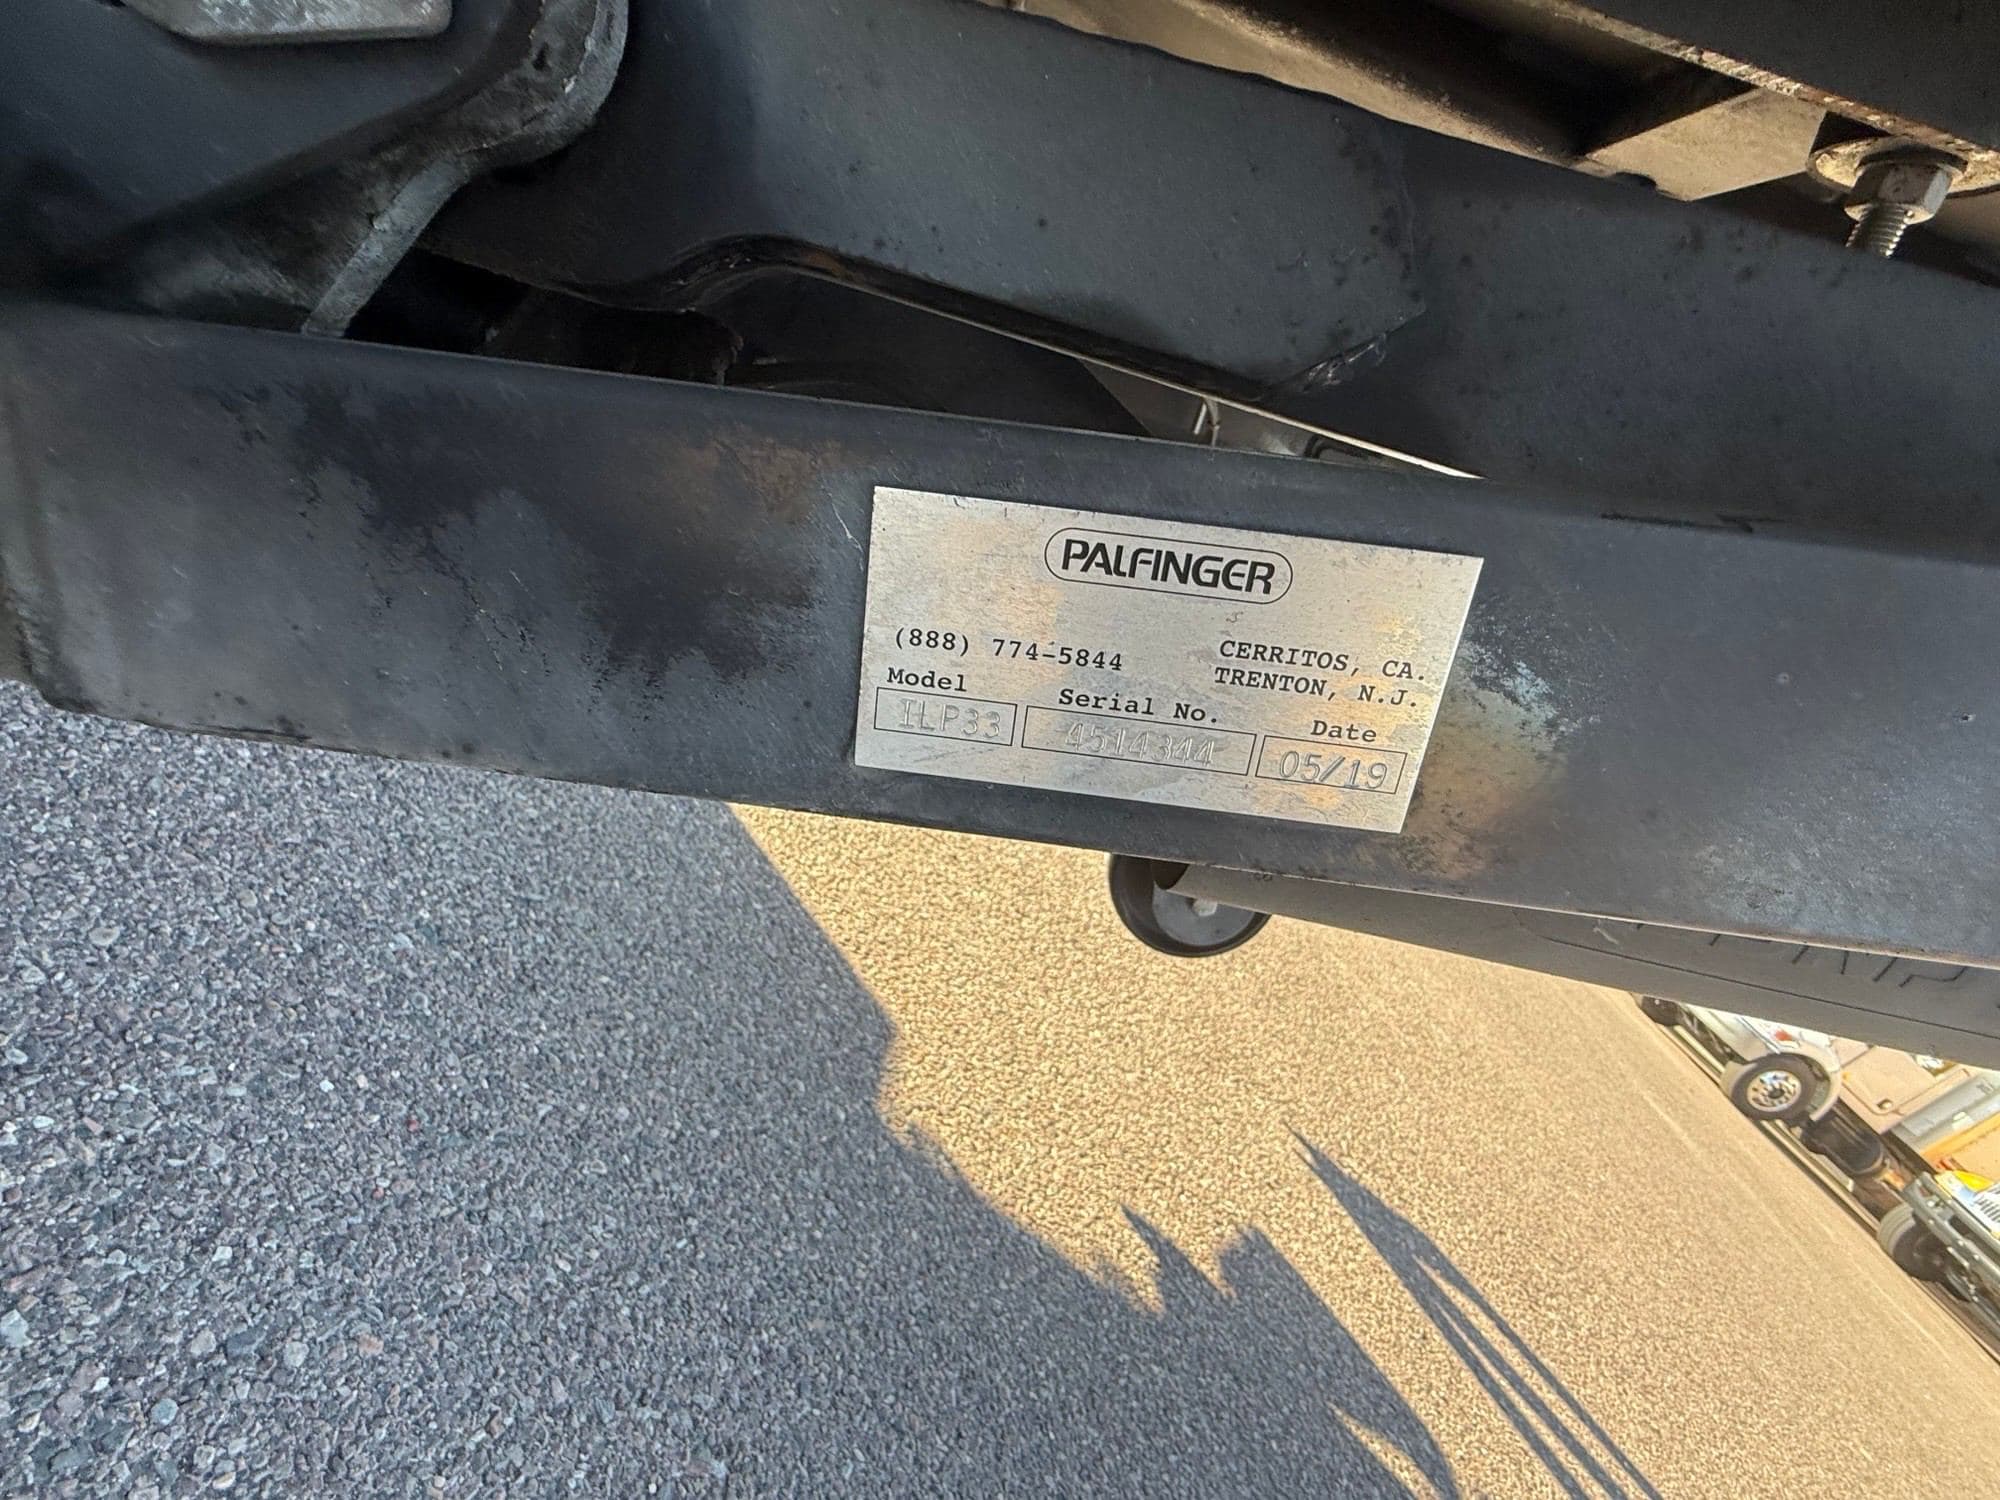 PALFINGER
(888) 774-5844
CERRITOS, CA.
TRENTON, N.J.
Model
Serial No.
Date
ILP33
4514344
05/19